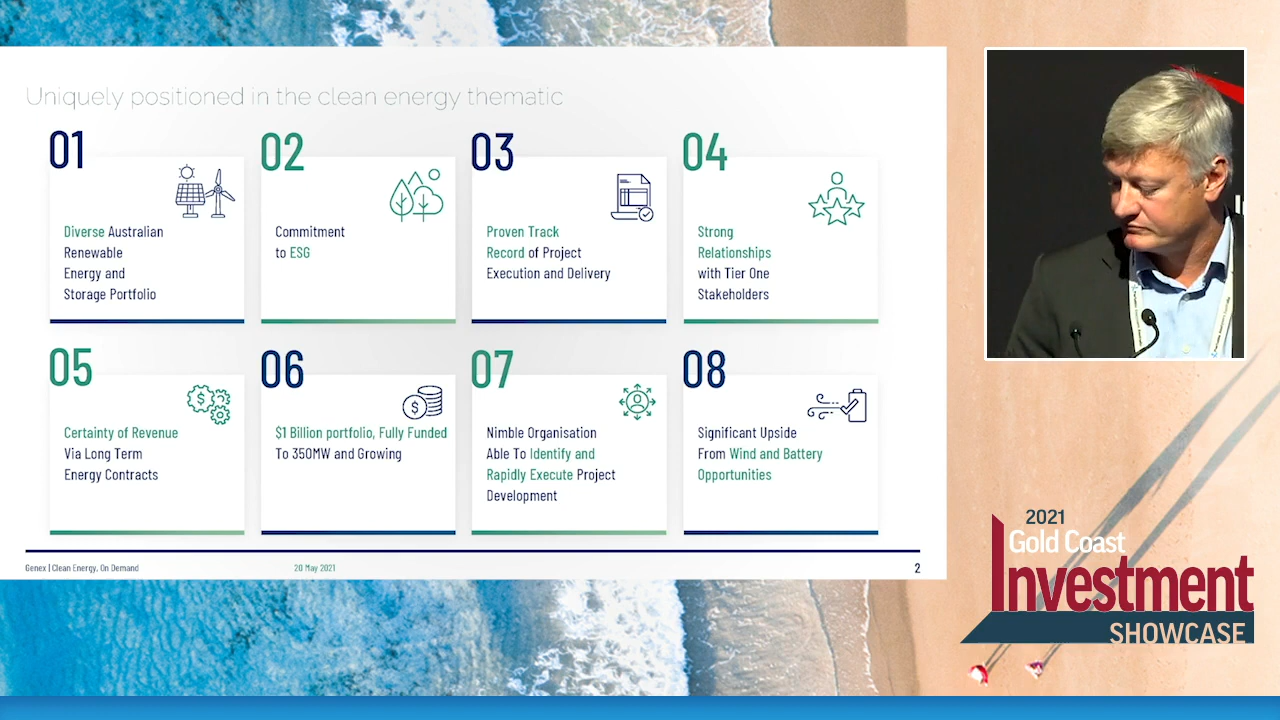 Uniquely positioned in the clean energy thematic
01
Diverse Australian
Renewable
Energy and
Storage Portfolio
02
Commitment
to ESG
03
Proven Track
Record of Project
Execution and Delivery
04
Strong
Relationships
with Tier One
Stakeholders
05
Certainty of Revenue
Via Long Term
Energy Contracts
06
$1 Billion portfolio, Fully Funded
To 350MW and Growing
07
Nimble Organisation
Able To Identify and
Rapidly Execute Project
Development
08
Significant Upside
From Wind and Battery
Opportunities
Genex | Clean Energy, On Demand
20 May 2021
2
2021
Gold Coast
Investment
SHOWCASE